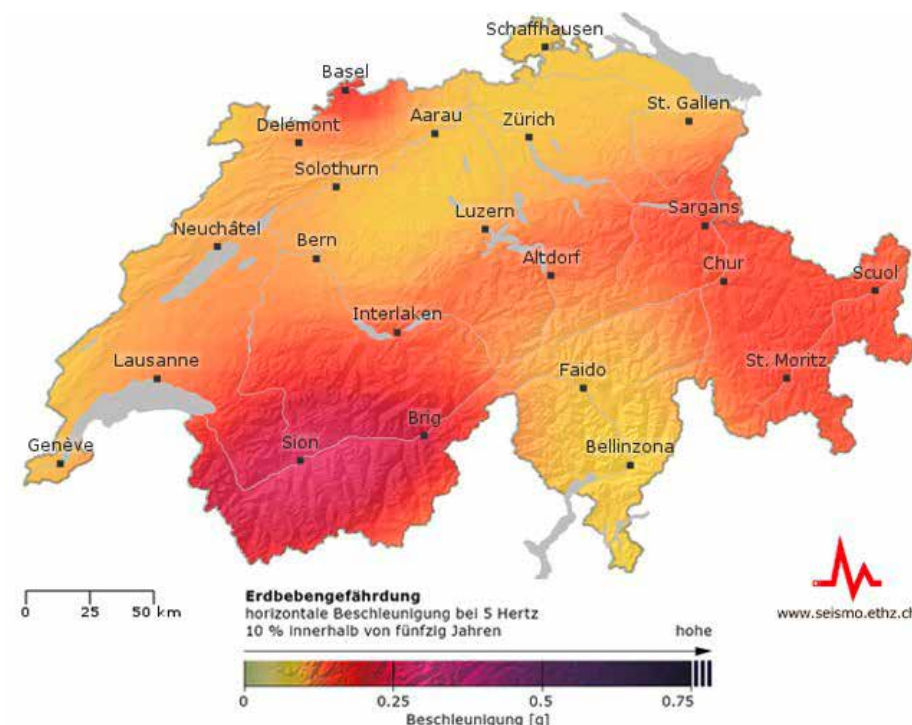 Schaffhausen
Basel
St. Gallen
Aarau
Zürich
Delémont
Solothurn
Luzern
Sargans
Neuchâtel
Bern
Altdorf
Chur
Scuol
Interlaken
Lausanne
Faido
St. Moritz
Brig
Genève
Sion
Bellinzona
0 25 50 km
Erdbebengefährdung
horizontale Beschleunigung bei 5 Hertz
10 % innerhalb von fünfzig Jahren
hohe
www.seismo.ethz.ch
0 0.25 0.5 0.75
Beschleunigung [g]